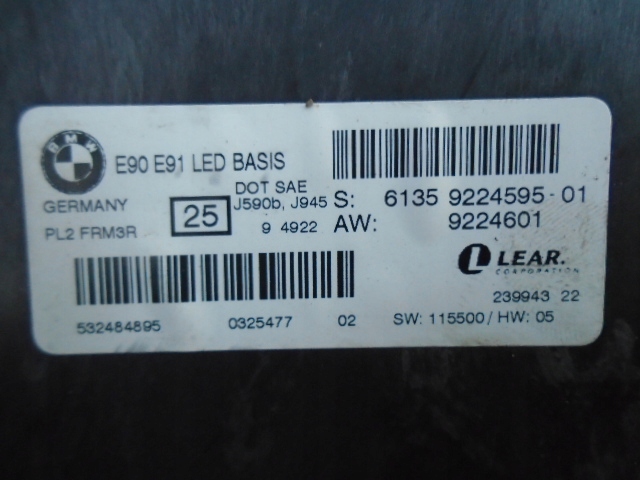 BMW
E90 E91 LED BASIS
DOT SAE
GERMANY 25 J590b, J945 S: 6135 9224595-01
PL2 FRM3R 9 4922 AW: 9224601
LEAR.
CORPORATION
239943 22
532484895 0325477 02 SW: 115500 / HW: 05